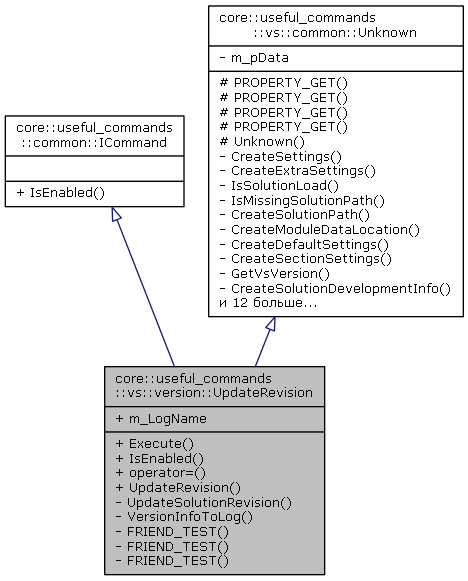 core::useful_commands
::vs::common::Unknown
- m_pData
# PROPERTY_GET()
# PROPERTY_GET()
# PROPERTY_GET()
# PROPERTY_GET()
# Unknown()
- CreateSettings()
- CreateExtraSettings()
- IsSolutionLoad()
- IsMissingSolutionPath()
- CreateSolutionPath()
- CreateModuleDataLocation()
- CreateDefaultSettings()
- CreateSectionSettings()
- GetVsVersion()
- CreateSolutionDevelopmentInfo()
и 12 больше...
core::useful_commands
::common::ICommand
+ IsEnabled()
core::useful_commands
::vs::version::UpdateRevision
+ m_LogName
+ Execute()
+ IsEnabled()
+ operator=()
+ UpdateRevision()
- UpdateSolutionRevision()
- VersionInfoToLog()
- FRIEND_TEST()
- FRIEND_TEST()
- FRIEND_TEST()